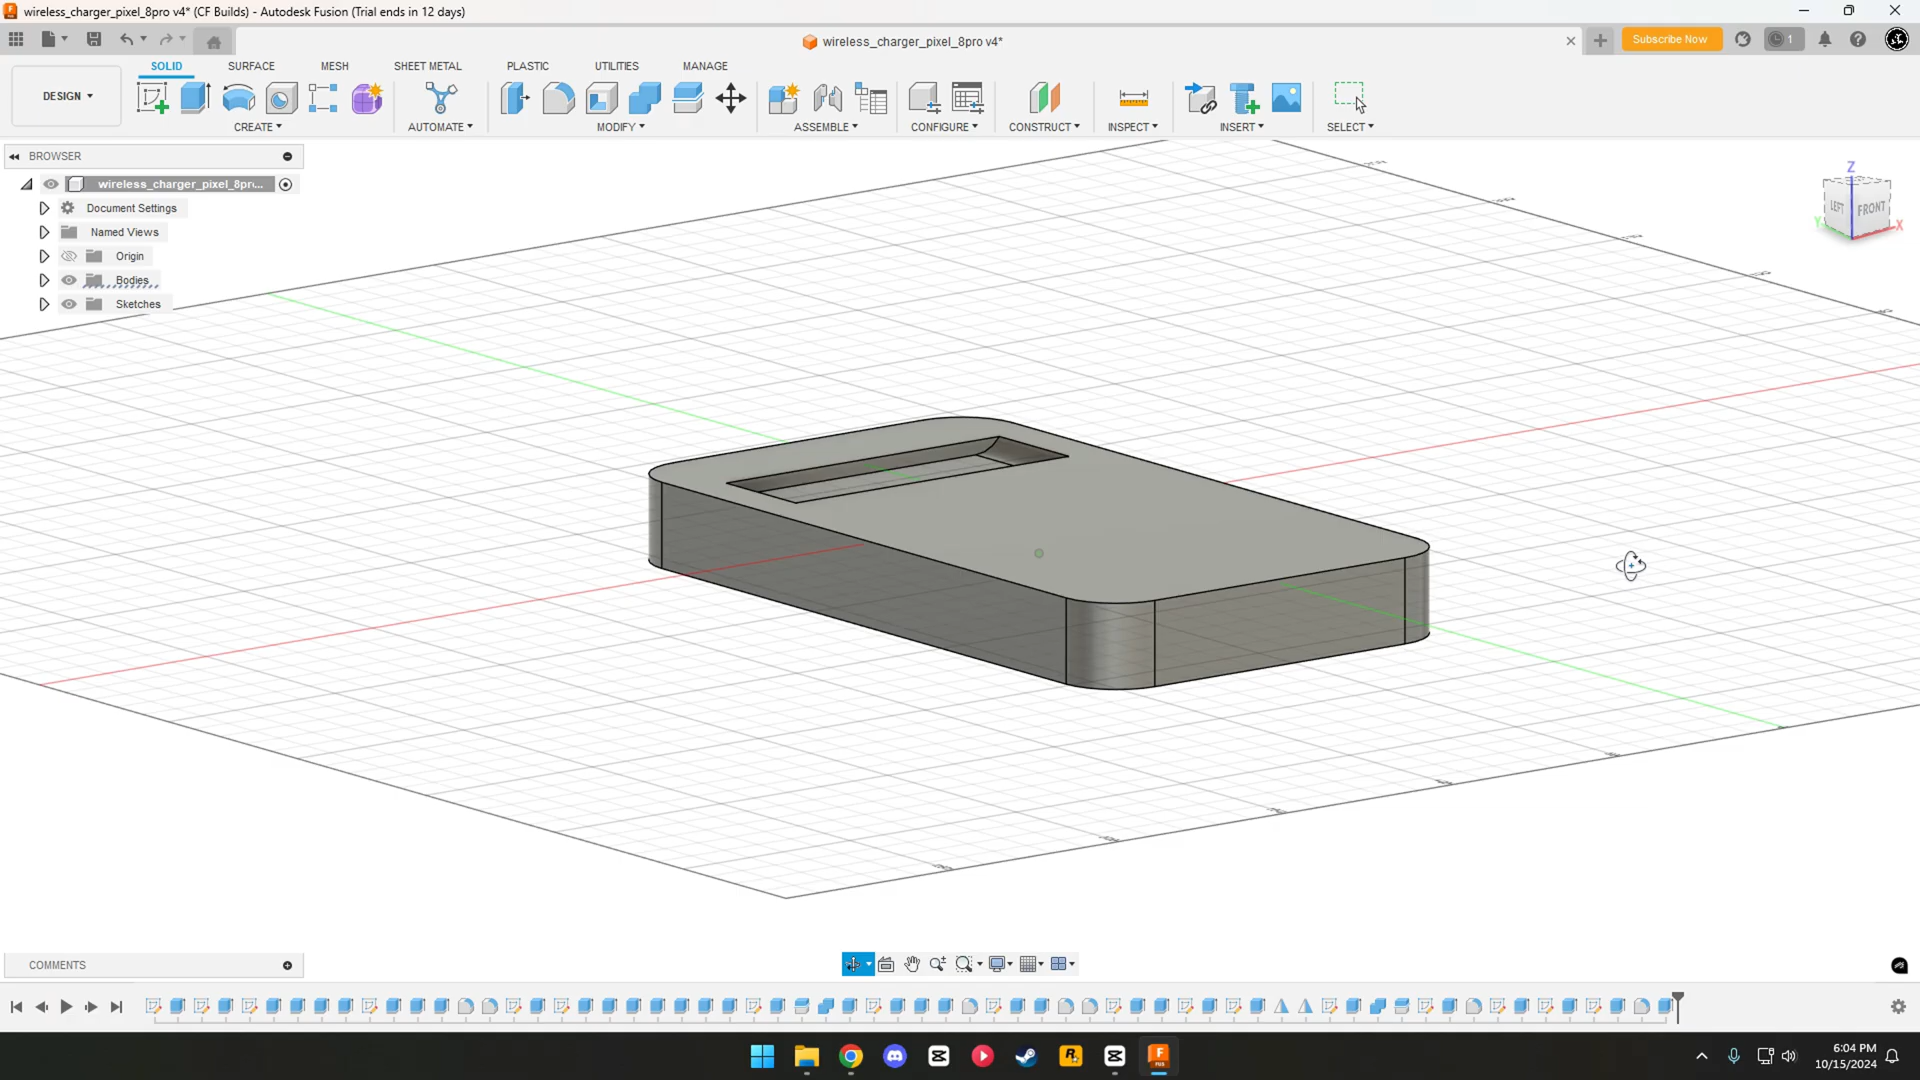 wireless_charger_pixel_8pro v4* (CF Builds) - Autodesk Fusion (Trial ends in 12 days)
wireless_charger_pixel_8pro v4*
Subscribe Now
1
SOLID
SURFACE
MESH
SHEET METAL
PLASTIC
UTILITIES
MANAGE
DESIGN
CREATE
AUTOMATE
MODIFY
ASSEMBLE
CONFIGURE
CONSTRUCT
INSPECT
INSERT
SELECT
BROWSER
wireless_charger_pixel_8pr...
Document Settings
Named Views
Origin
Bodies
Sketches
Z
LEFT
FRONT
Y
X
COMMENTS
6:04 PM
10/15/2024